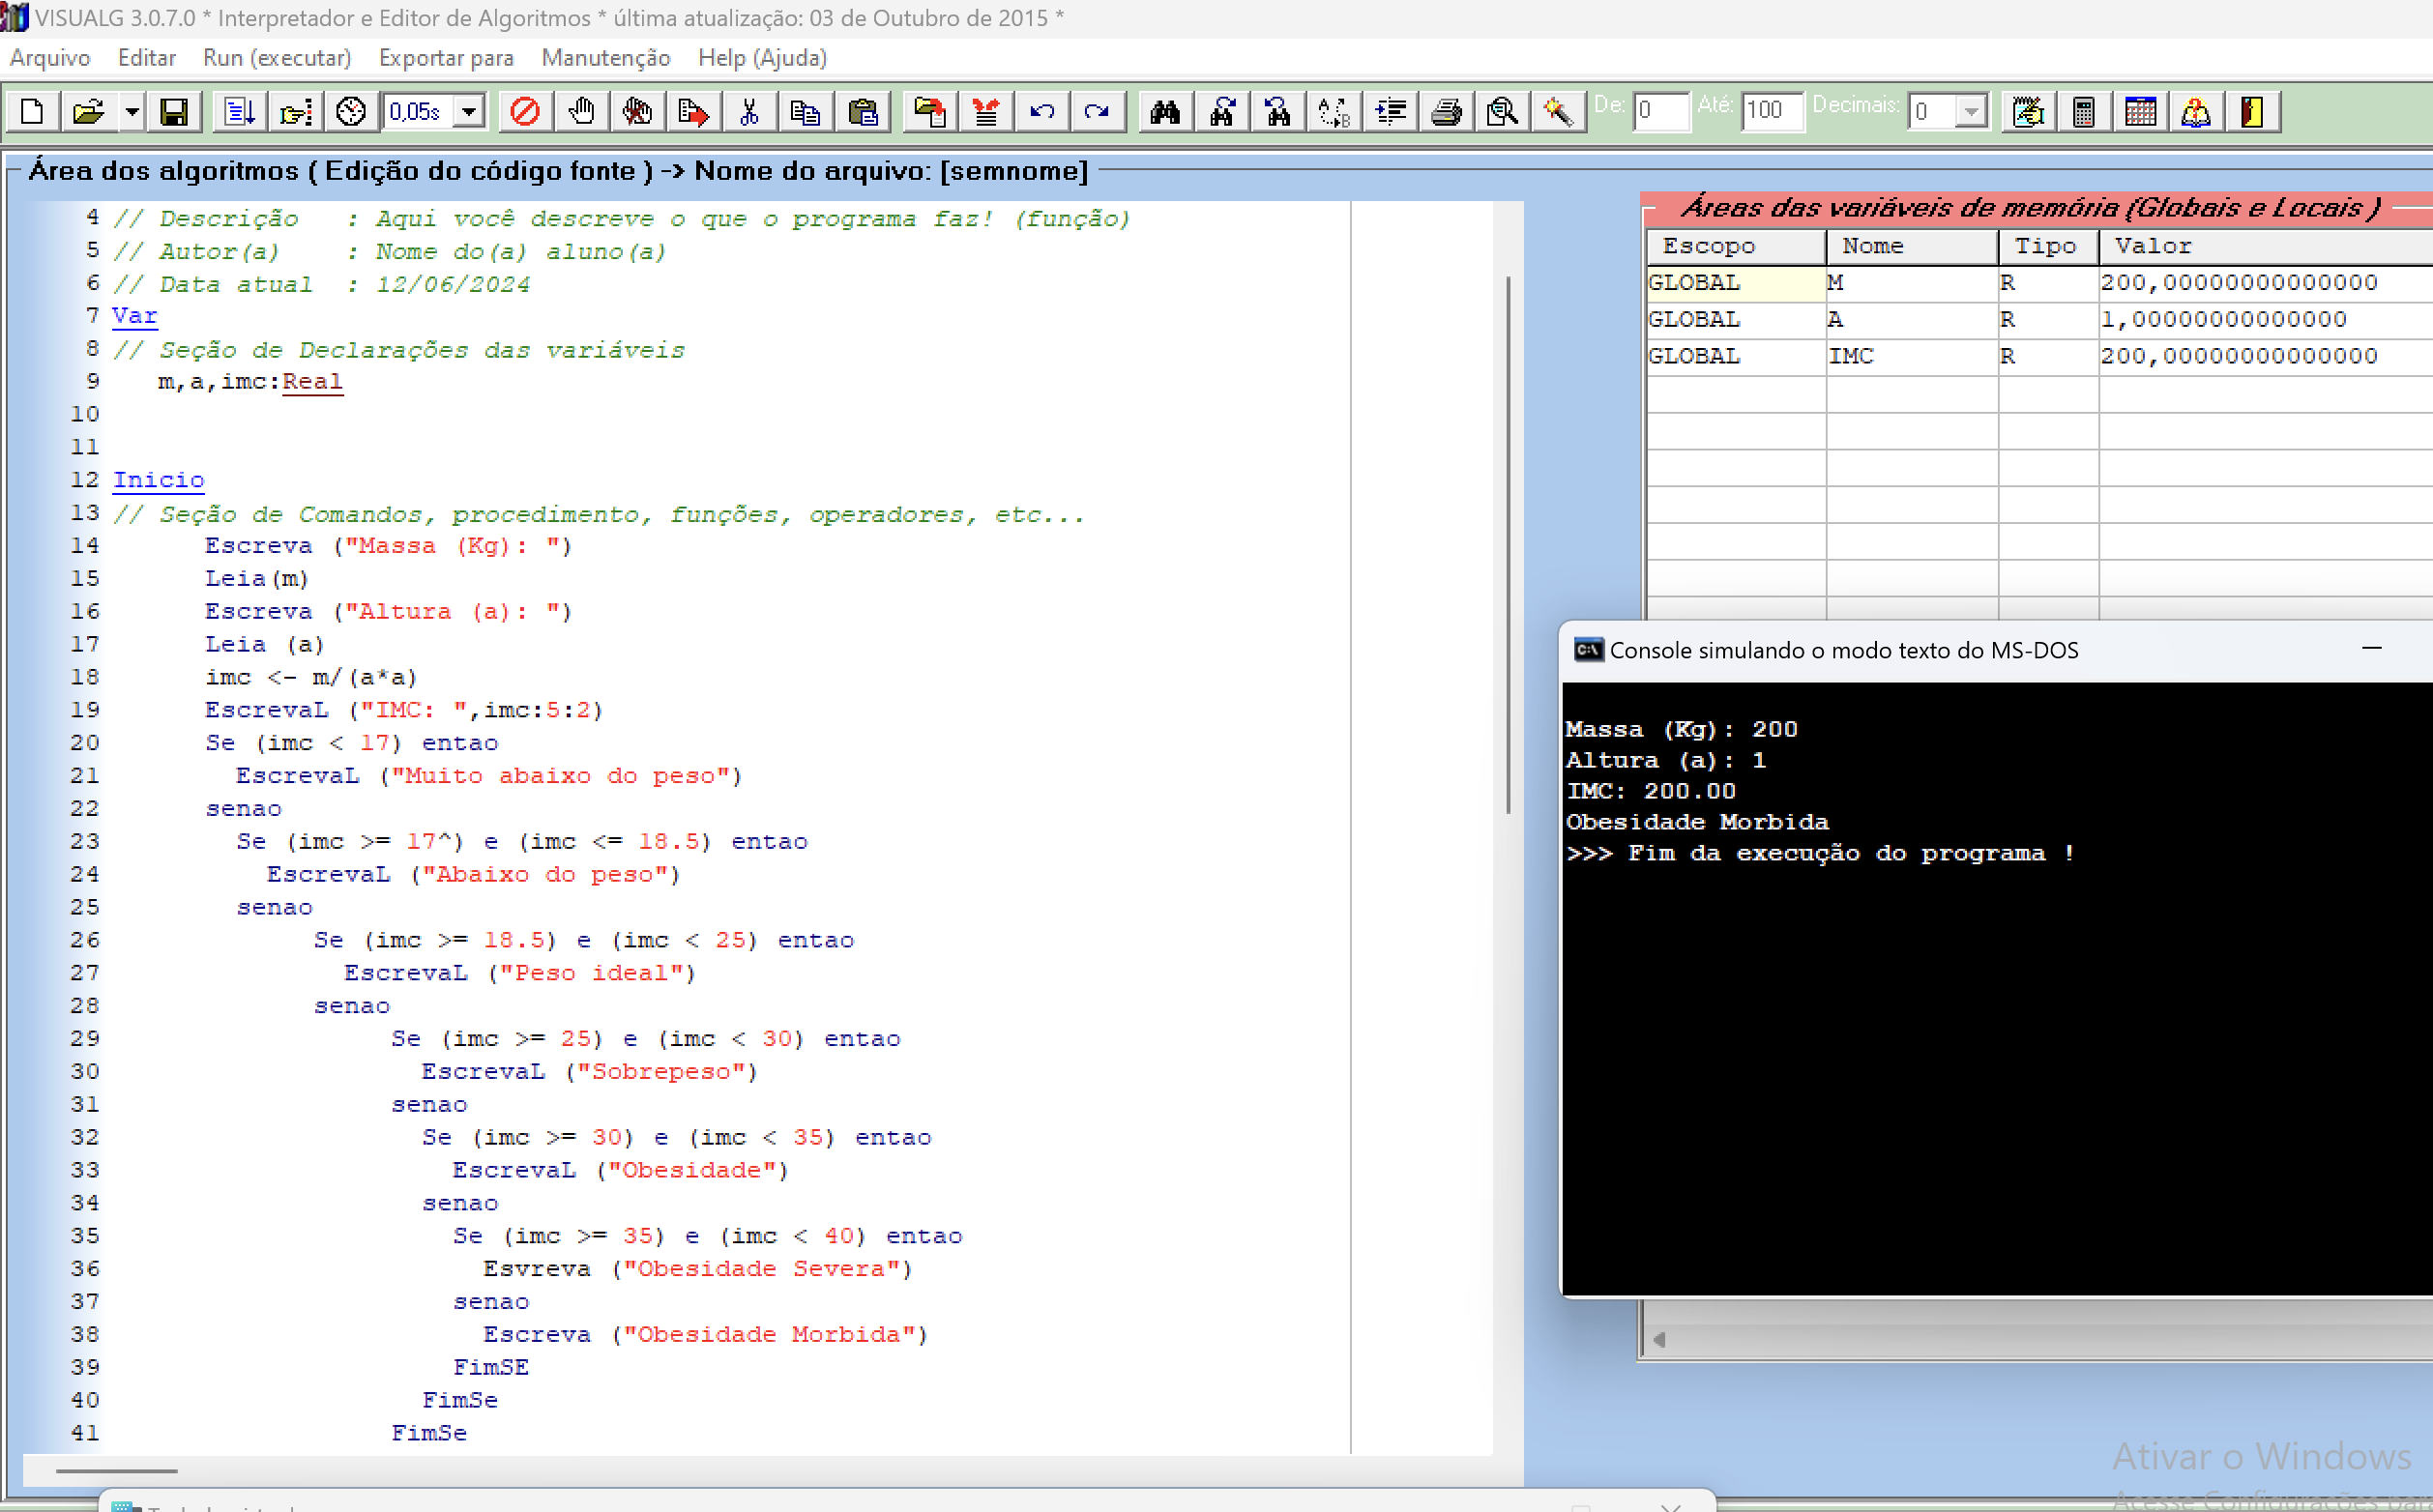 VISUALG 3.0.7.0 * Interpretador e Editor de Algoritmos * última atualização: 03 de Outubro de 2015 *
Arquivo Editar Run (executar) Exportar para Manutenção Help (Ajuda)
0,05s De: 0 Até: 100 Decimais: 0
Área dos algoritmos ( Edição do código fonte ) -> Nome do arquivo: [semnome]
4 // Descrição   : Aqui você descreve o que o programa faz! (função)
5 // Autor(a)    : Nome do(a) aluno(a)
6 // Data atual  : 12/06/2024
7 Var
8 // Seção de Declarações das variáveis
9    m,a,imc:Real
10
11
12 Inicio
13 // Seção de Comandos, procedimento, funções, operadores, etc...
14       Escreva ("Massa (Kg): ")
15       Leia(m)
16       Escreva ("Altura (a): ")
17       Leia (a)
18       imc <- m/(a*a)
19       EscrevaL ("IMC: ",imc:5:2)
20       Se (imc < 17) entao
21         EscrevaL ("Muito abaixo do peso")
22       senao
23         Se (imc >= 17^) e (imc <= 18.5) entao
24           EscrevaL ("Abaixo do peso")
25         senao
26              Se (imc >= 18.5) e (imc < 25) entao
27                EscrevaL ("Peso ideal")
28              senao
29                   Se (imc >= 25) e (imc < 30) entao
30                     EscrevaL ("Sobrepeso")
31                   senao
32                     Se (imc >= 30) e (imc < 35) entao
33                       EscrevaL ("Obesidade")
34                     senao
35                       Se (imc >= 35) e (imc < 40) entao
36                         Esvreva ("Obesidade Severa")
37                       senao
38                         Escreva ("Obesidade Morbida")
39                       FimSE
40                     FimSe
41                   FimSe
Áreas das variáveis de memória (Globais e Locais )
Escopo Nome Tipo Valor
GLOBAL M R 200,00000000000000
GLOBAL A R 1,00000000000000
GLOBAL IMC R 200,00000000000000
Console simulando o modo texto do MS-DOS
Massa (Kg): 200
Altura (a): 1
IMC: 200.00
Obesidade Morbida
>>> Fim da execução do programa !
Ativar o Windows